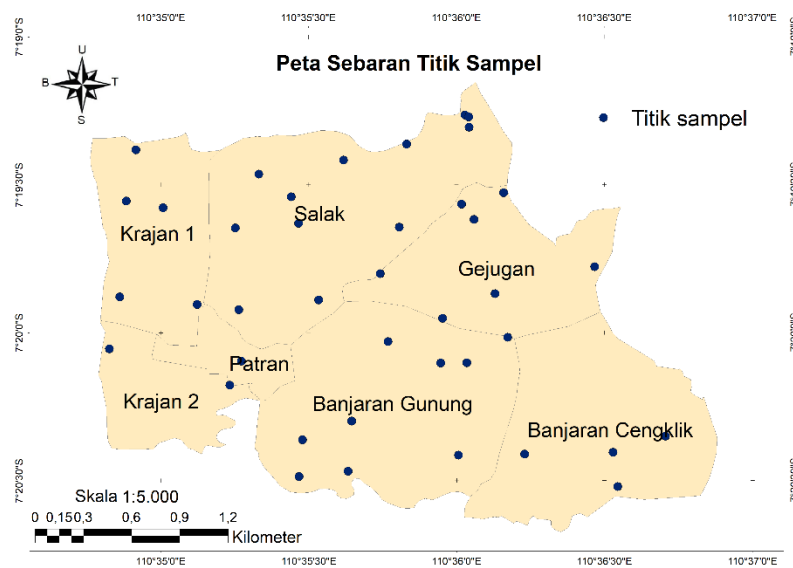 110°35'0"E 110°35'30"E 110°36'0"E 110°36'30"E 110°37'0"E
7°19'0"S
U
B T
S
Peta Sebaran Titik Sampel
Titik sampel
7°19'30"S
Salak
Krajan 1
Gejugan
7°20'0"S
Patran
Krajan 2
Banjaran Gunung
Banjaran Cengklik
7°20'30"S
Skala 1:5.000
0 0,15 0,3 0,6 0,9 1,2
Kilometer
110°35'0"E 110°35'30"E 110°36'0"E 110°36'30"E 110°37'0"E